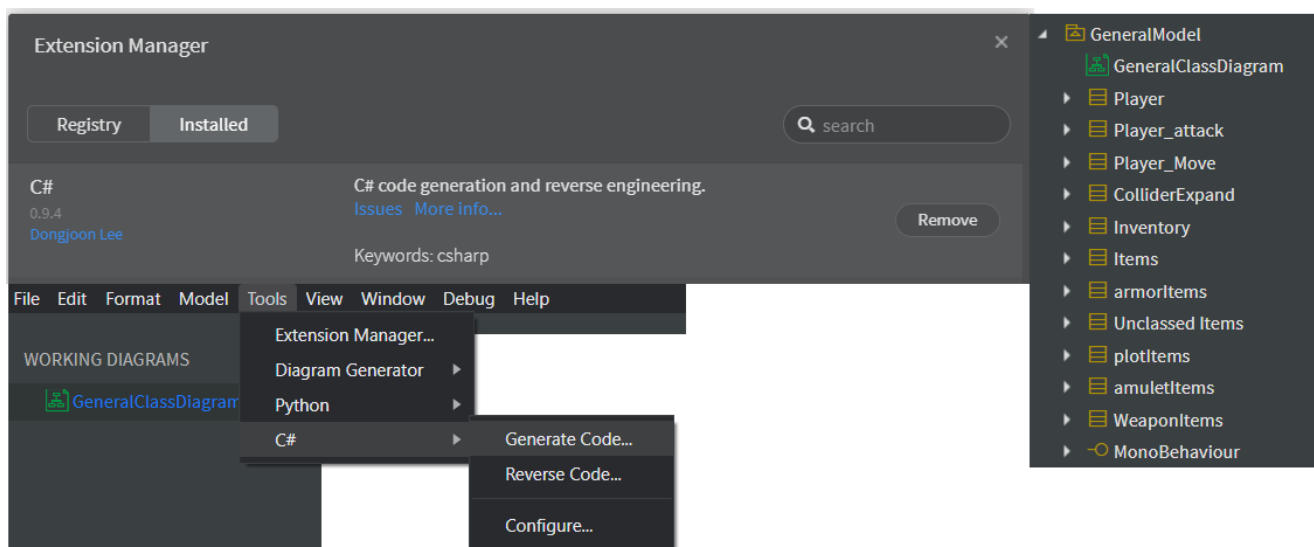 Extension Manager
Registry Installed
search
C#
0.9.4
Dongjoon Lee
C# code generation and reverse engineering.
Issues More info...
Keywords: csharp
Remove
File Edit Format Model Tools View Window Debug Help
WORKING DIAGRAMS
GeneralClassDiagram
Extension Manager...
Diagram Generator
Python
C#
Generate Code...
Reverse Code...
Configure...
GeneralModel
GeneralClassDiagram
Player
Player_attack
Player_Move
ColliderExpand
Inventory
Items
armorItems
Unclassed Items
plotItems
amuletItems
WeaponItems
MonoBehaviour